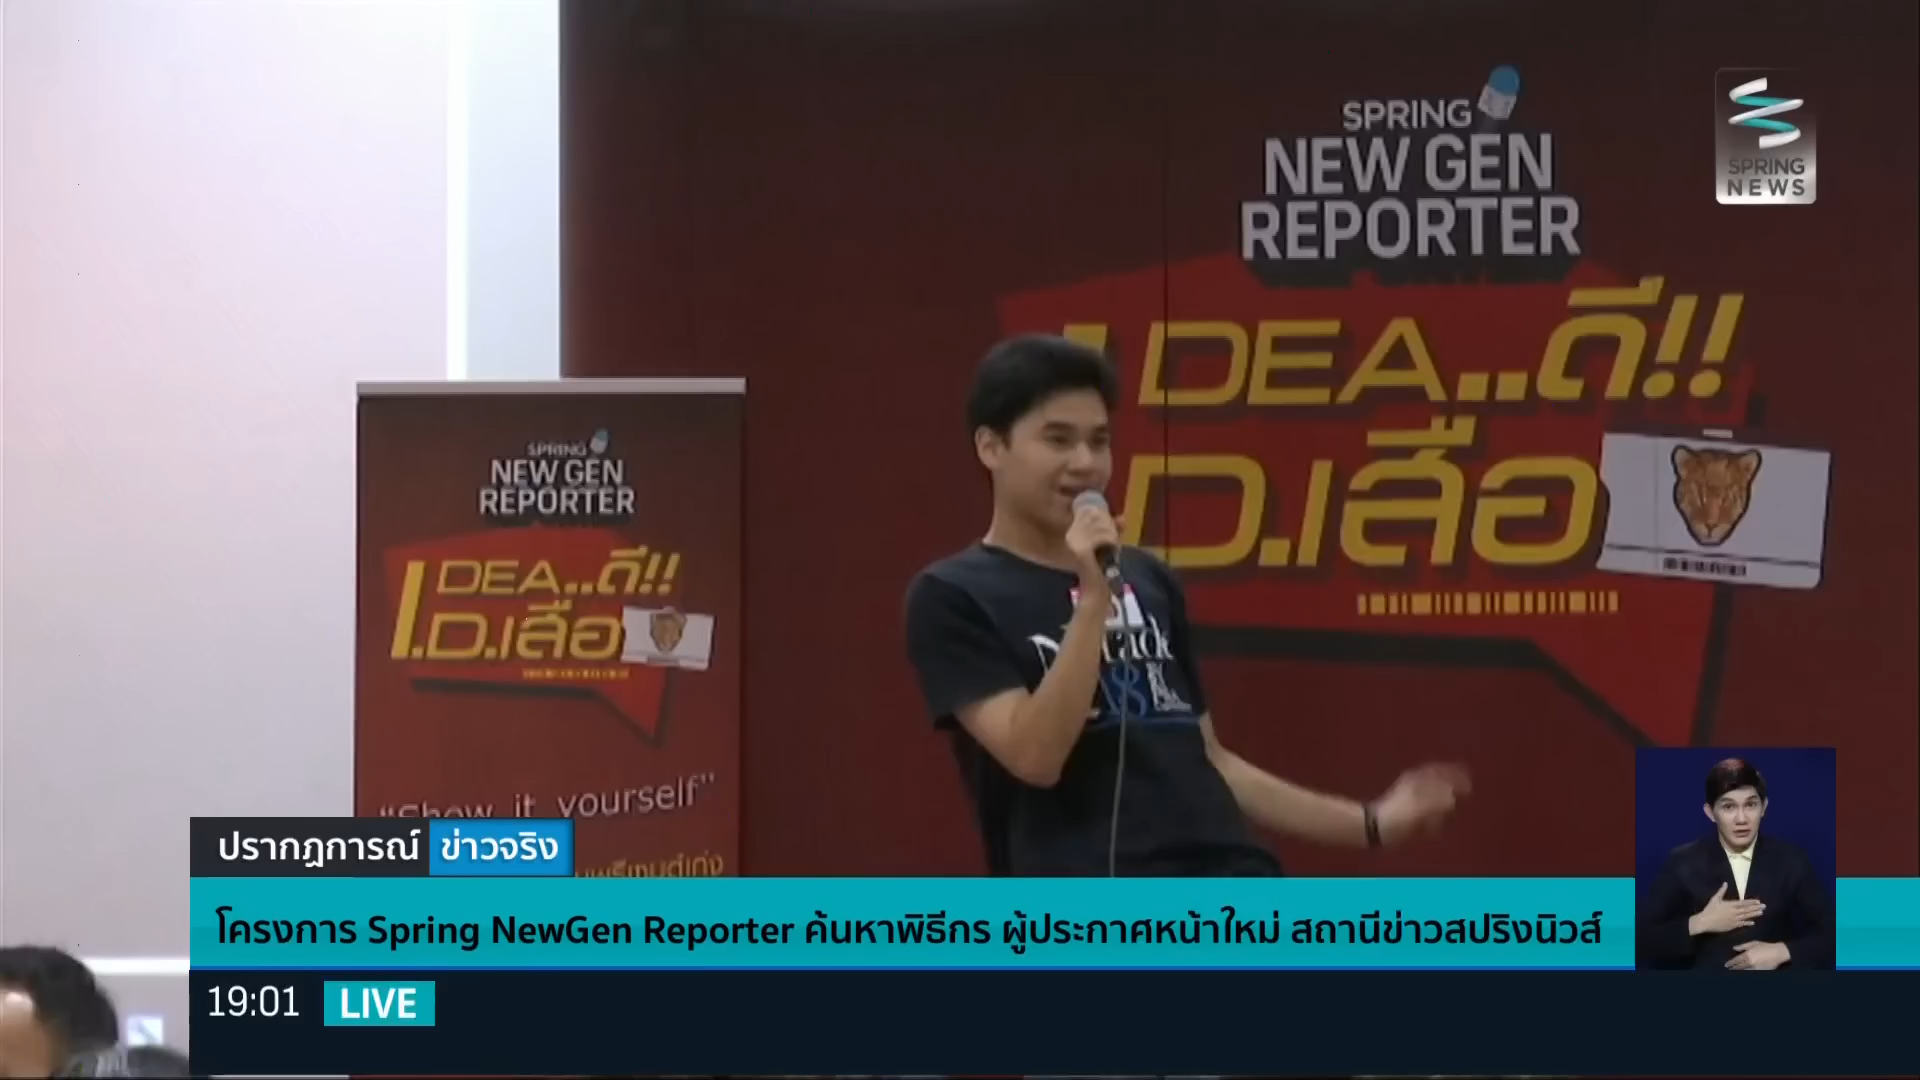 SPRING
NEW GEN
REPORTER
I.DEA..ดี!!
I.D.เสือ
SPRING
NEWS
SPRING
NEW GEN
REPORTER
I.DEA..ดี!!
I.D.เสือ
"Show it yourself"
ปรากฏการณ์ ข่าวจริง
โครงการ Spring NewGen Reporter ค้นหาพิธีกร ผู้ประกาศหน้าใหม่ สถานีข่าวสปริงนิวส์
19:01 LIVE